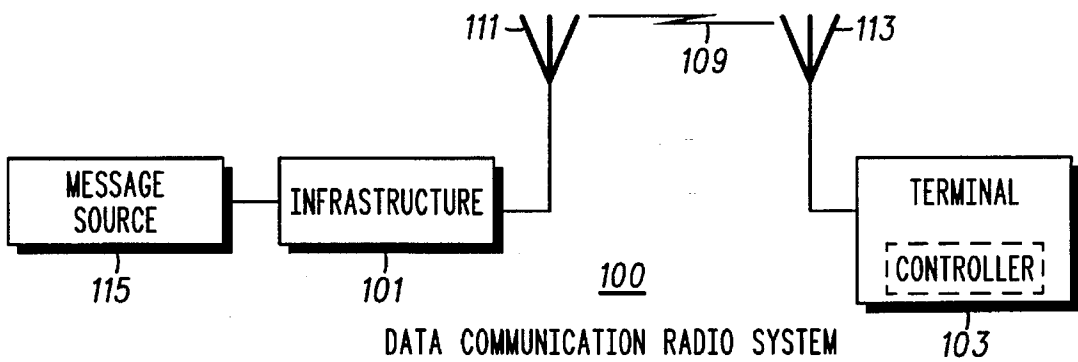 111
109
113
MESSAGE
SOURCE
INFRASTRUCTURE
TERMINAL
CONTROLLER
115
101
100
103
DATA COMMUNICATION RADIO SYSTEM